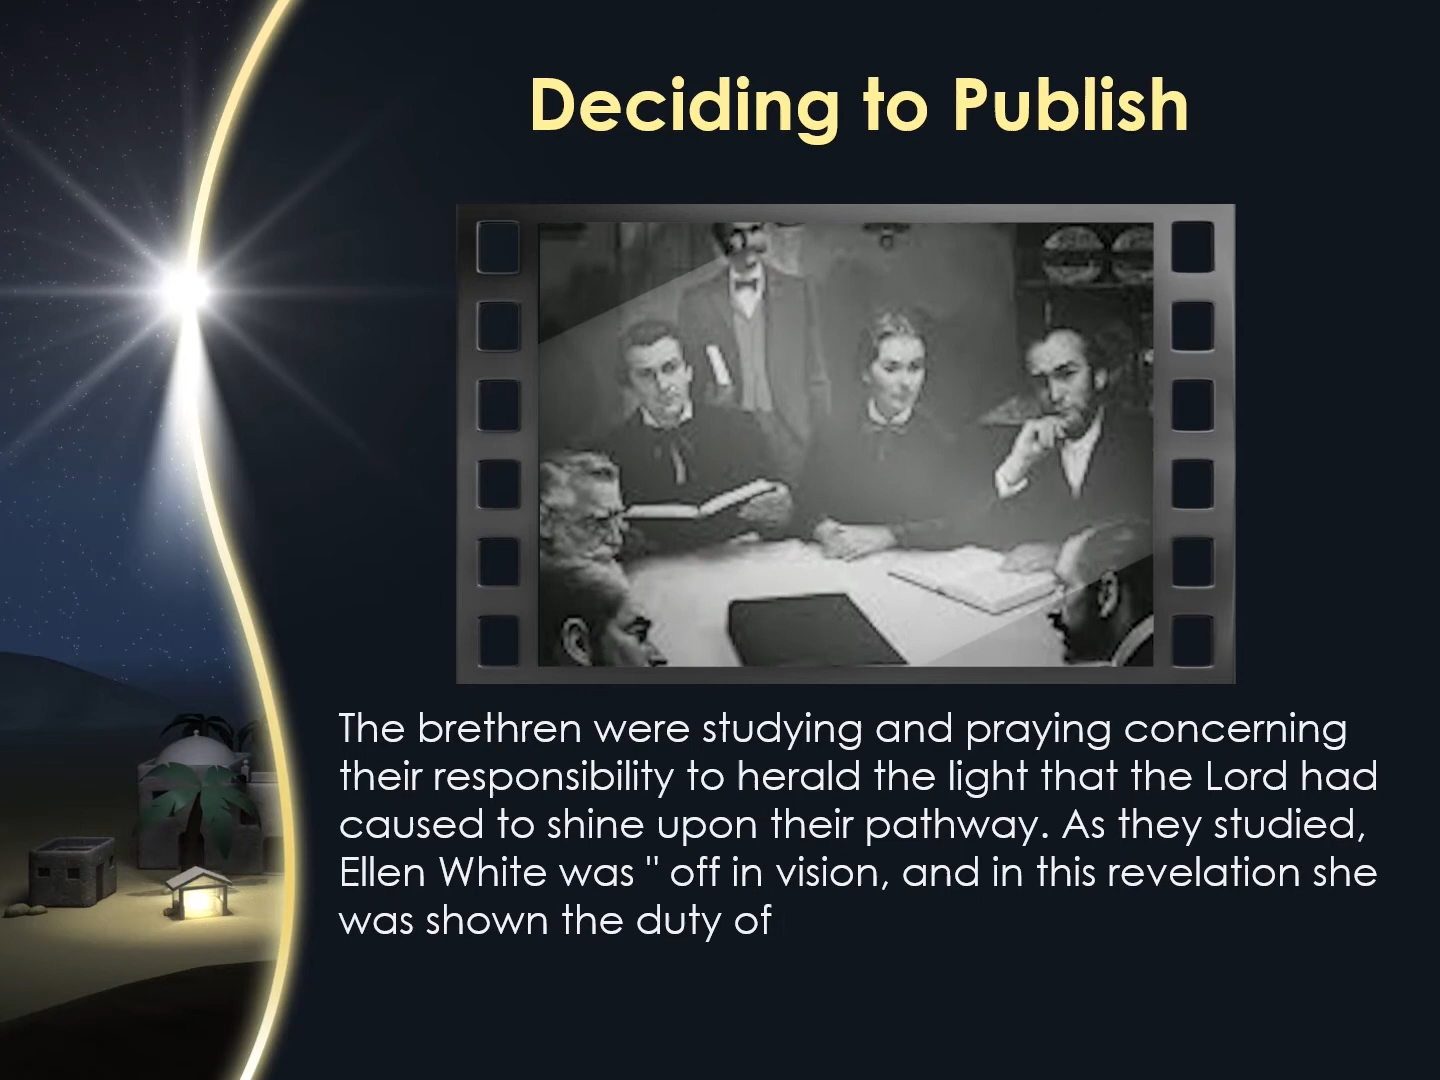 Deciding to Publish
The brethren were studying and praying concerning
their responsibility to herald the light that the Lord had
caused to shine upon their pathway. As they studied,
Ellen White was " off in vision, and in this revelation she
was shown the duty of